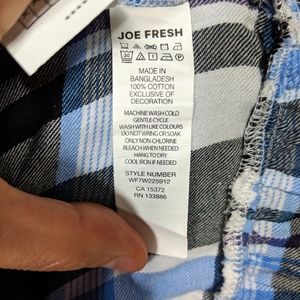 JOE FRESH
30
MADE IN
BANGLADESH
100% COTTON
EXCLUSIVE OF
DECORATION
MACHINE WASH COLD
GENTLE CYCLE
WASH WITH LIKE COLOURS
DO NOT WRING OR SOAK
ONLY NON-CHLORINE
BLEACH WHEN NEEDED
HANG TO DRY
COOL IRON IF NEEDED
STYLE NUMBER
WF7W225912
CA 15372
RN 133886